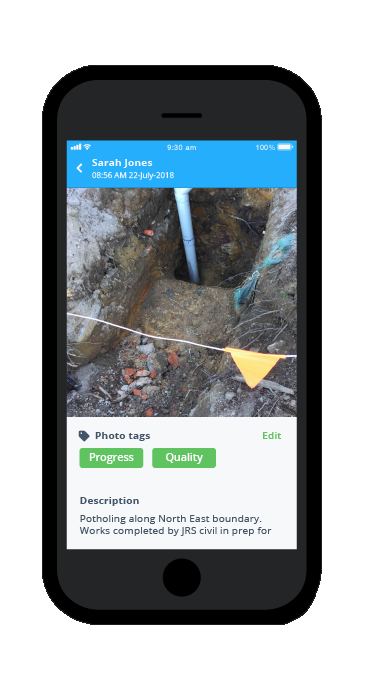 9:30 am
100%
Sarah Jones
08:56 AM 22-July-2018
Photo tags
Edit
Progress
Quality
Description
Potholing along North East boundary.
Works completed by JRS civil in prep for